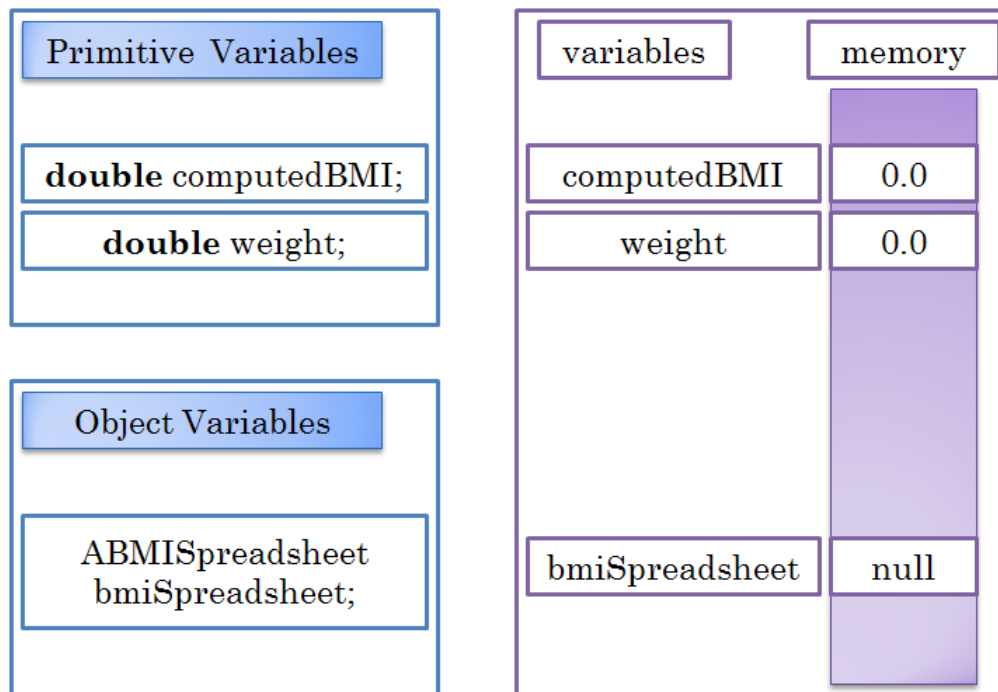 Primitive Variables
double computedBMI;
double weight;
Object Variables
ABMISpreadsheet
bmiSpreadsheet;
variables
memory
computedBMI
0.0
weight
0.0
bmiSpreadsheet
null